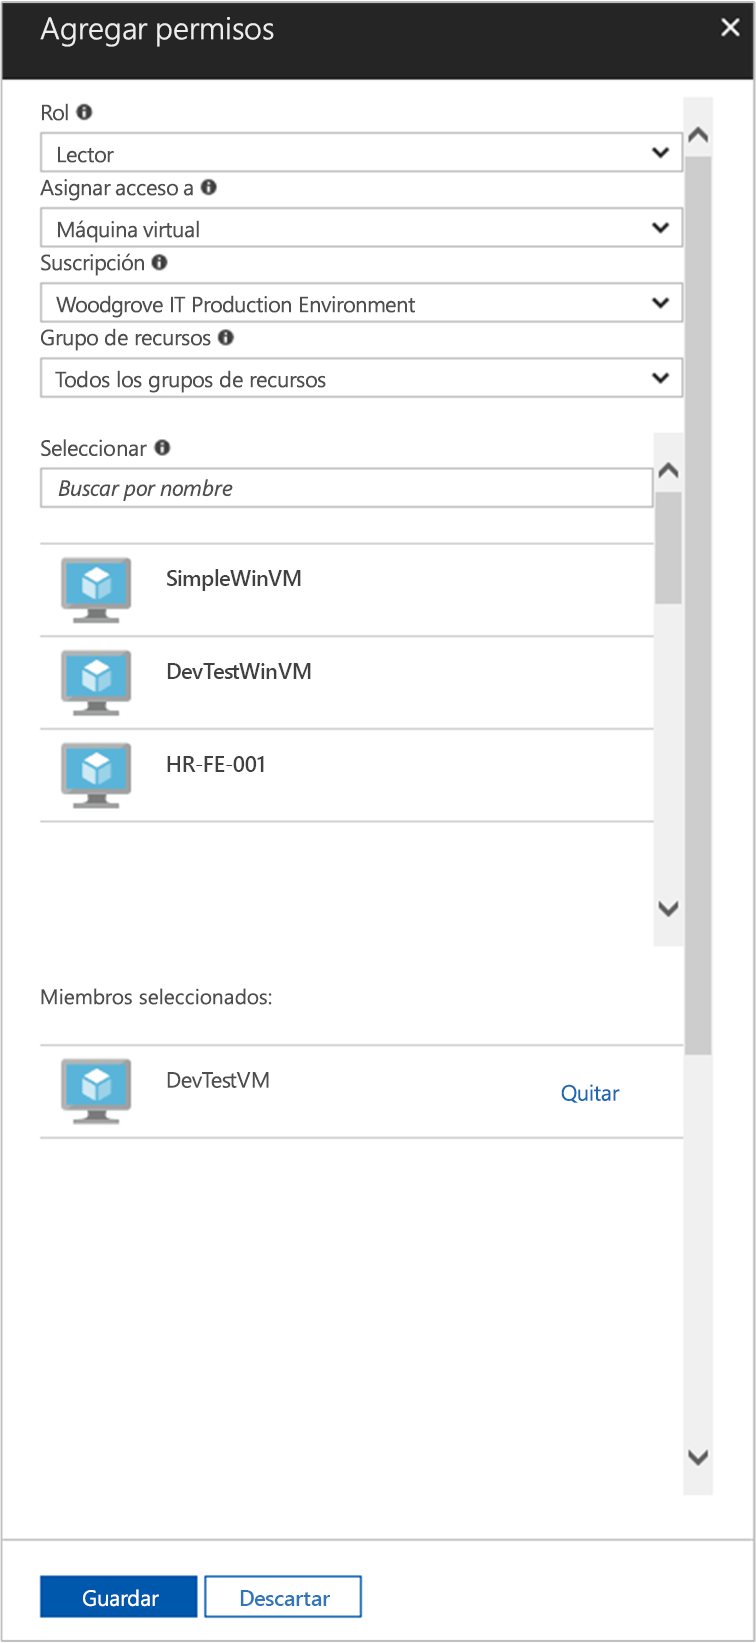 Agregar permisos
Rol
Lector
Asignar acceso a
Máquina virtual
Suscripción
Woodgrove IT Production Environment
Grupo de recursos
Todos los grupos de recursos
Seleccionar
Buscar por nombre
SimpleWinVM
DevTestWinVM
HR-FE-001
Miembros seleccionados:
DevTestVM
Quitar
Guardar
Descartar